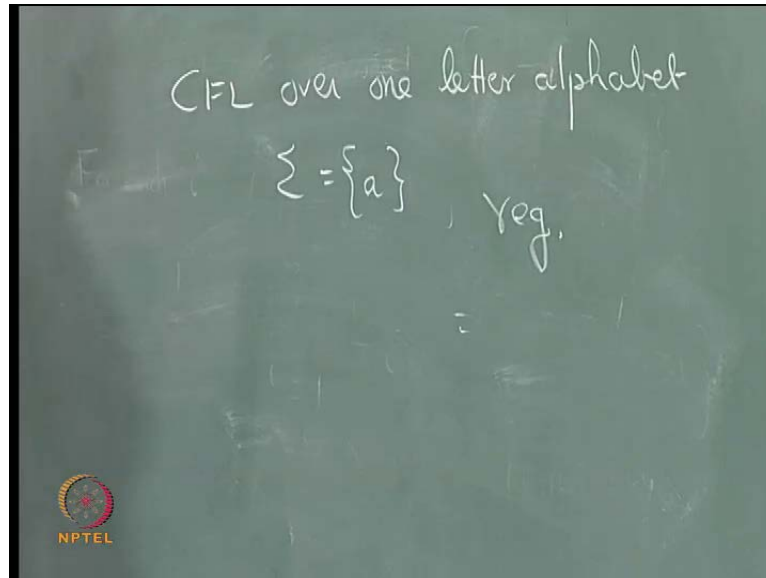 CFL over one letter alphabet
Σ = {a} , reg.
=
NPTEL